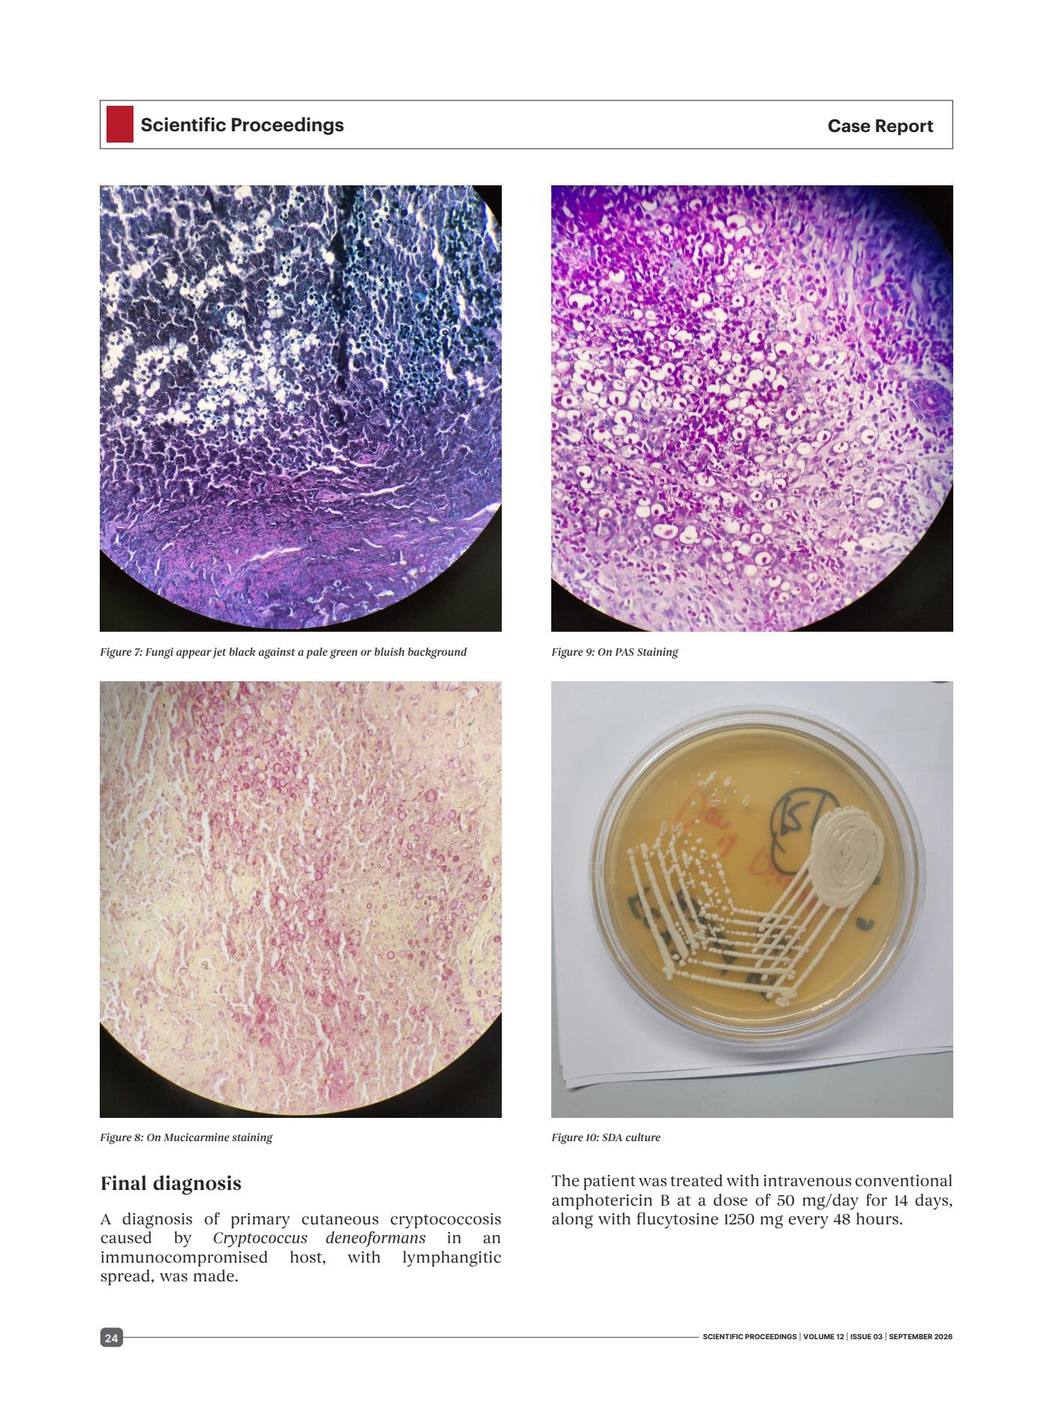 Scientific Proceedings
Case Report
Figure 7: Fungi appear jet black against a pale green or bluish background
Figure 9: On PAS Staining
Figure 8: On Mucicarmine staining
Figure 10: SDA culture
Final diagnosis
A diagnosis of primary cutaneous cryptococcosis
caused by Cryptococcus deneoformans in an
immunocompromised host, with lymphangitic
spread, was made.
The patient was treated with intravenous conventional
amphotericin B at a dose of 50 mg/day for 14 days,
along with flucytosine 1250 mg every 48 hours.
24
SCIENTIFIC PROCEEDINGS | VOLUME 12 | ISSUE 03 | SEPTEMBER 2026